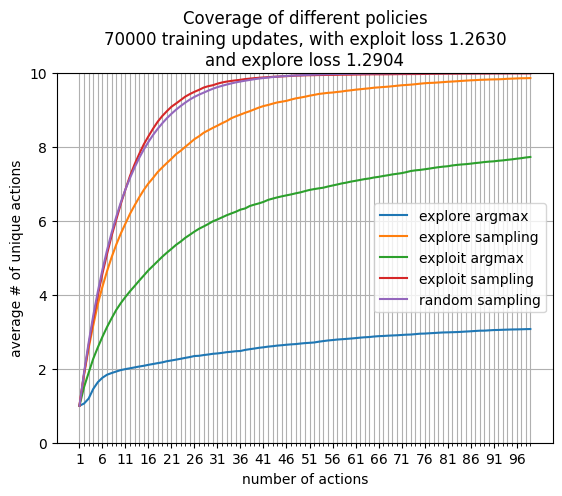 Coverage of different policies
70000 training updates, with exploit loss 1.2630
and explore loss 1.2904
average # of unique actions
10
8
6
4
2
0
explore argmax
explore sampling
exploit argmax
exploit sampling
random sampling
1 6 11 16 21 26 31 36 41 46 51 56 61 66 71 76 81 86 91 96
number of actions